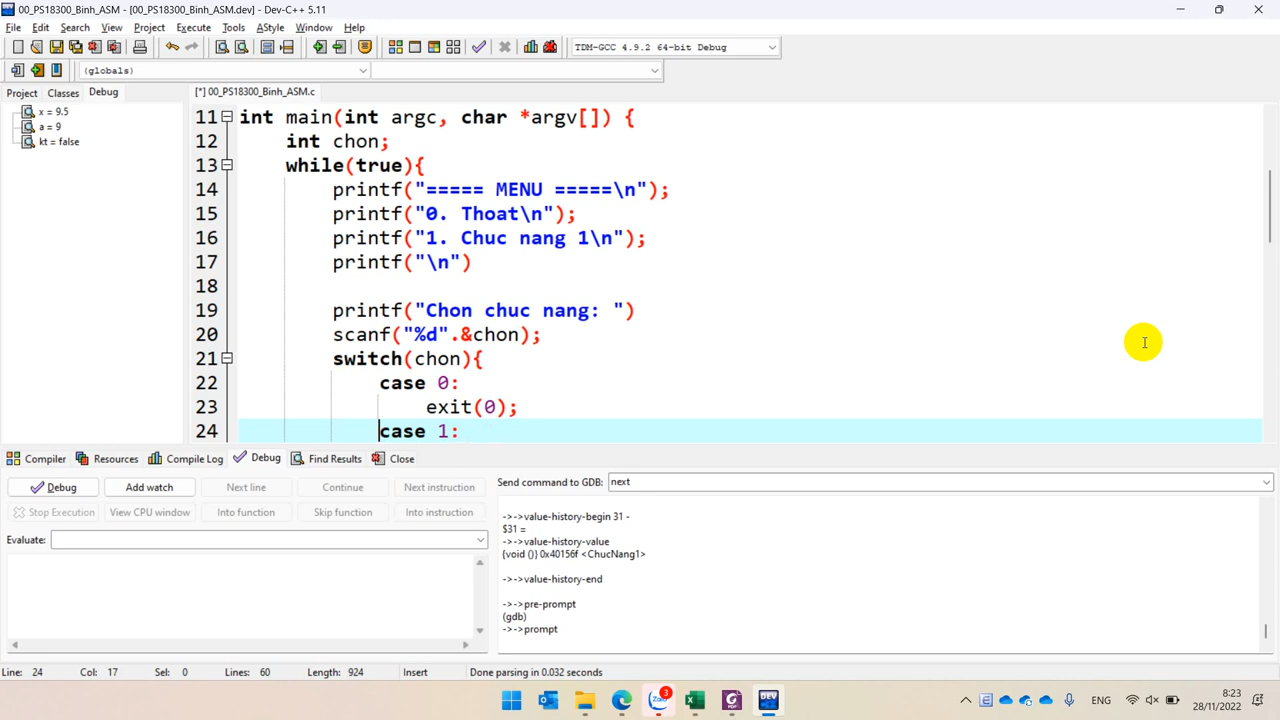 00_PS18300_Binh_ASM - [00_PS18300_Binh_ASM.dev] - Dev-C++ 5.11
File Edit Search View Project Execute Tools AStyle Window Help
TDM-GCC 4.9.2 64-bit Debug
(globals)
Project Classes Debug
[*] 00_PS18300_Binh_ASM.c
x = 9.5
a = 9
kt = false
11 int main(int argc, char *argv[]) {
12 int chon;
13 while(true){
14 printf("===== MENU =====\n");
15 printf("0. Thoat\n");
16 printf("1. Chuc nang 1\n");
17 printf("\n")
18
19 printf("Chon chuc nang: ")
20 scanf("%d".&chon);
21 switch(chon){
22 case 0:
23 exit(0);
24 case 1:
Compiler Resources Compile Log Debug Find Results Close
Debug Add watch Next line Continue Next instruction
Stop Execution View CPU window Into function Skip function Into instruction
Evaluate:
Send command to GDB: next
->->value-history-begin 31 -
$31 =
->->value-history-value
{void ()} 0x40156f <ChucNang1>
->->value-history-end
->->pre-prompt
(gdb)
->->prompt
Line: 24 Col: 17 Sel: 0 Lines: 60 Length: 924 Insert Done parsing in 0.032 seconds
Zalo 3 DEV
ENG 8:23
28/11/2022